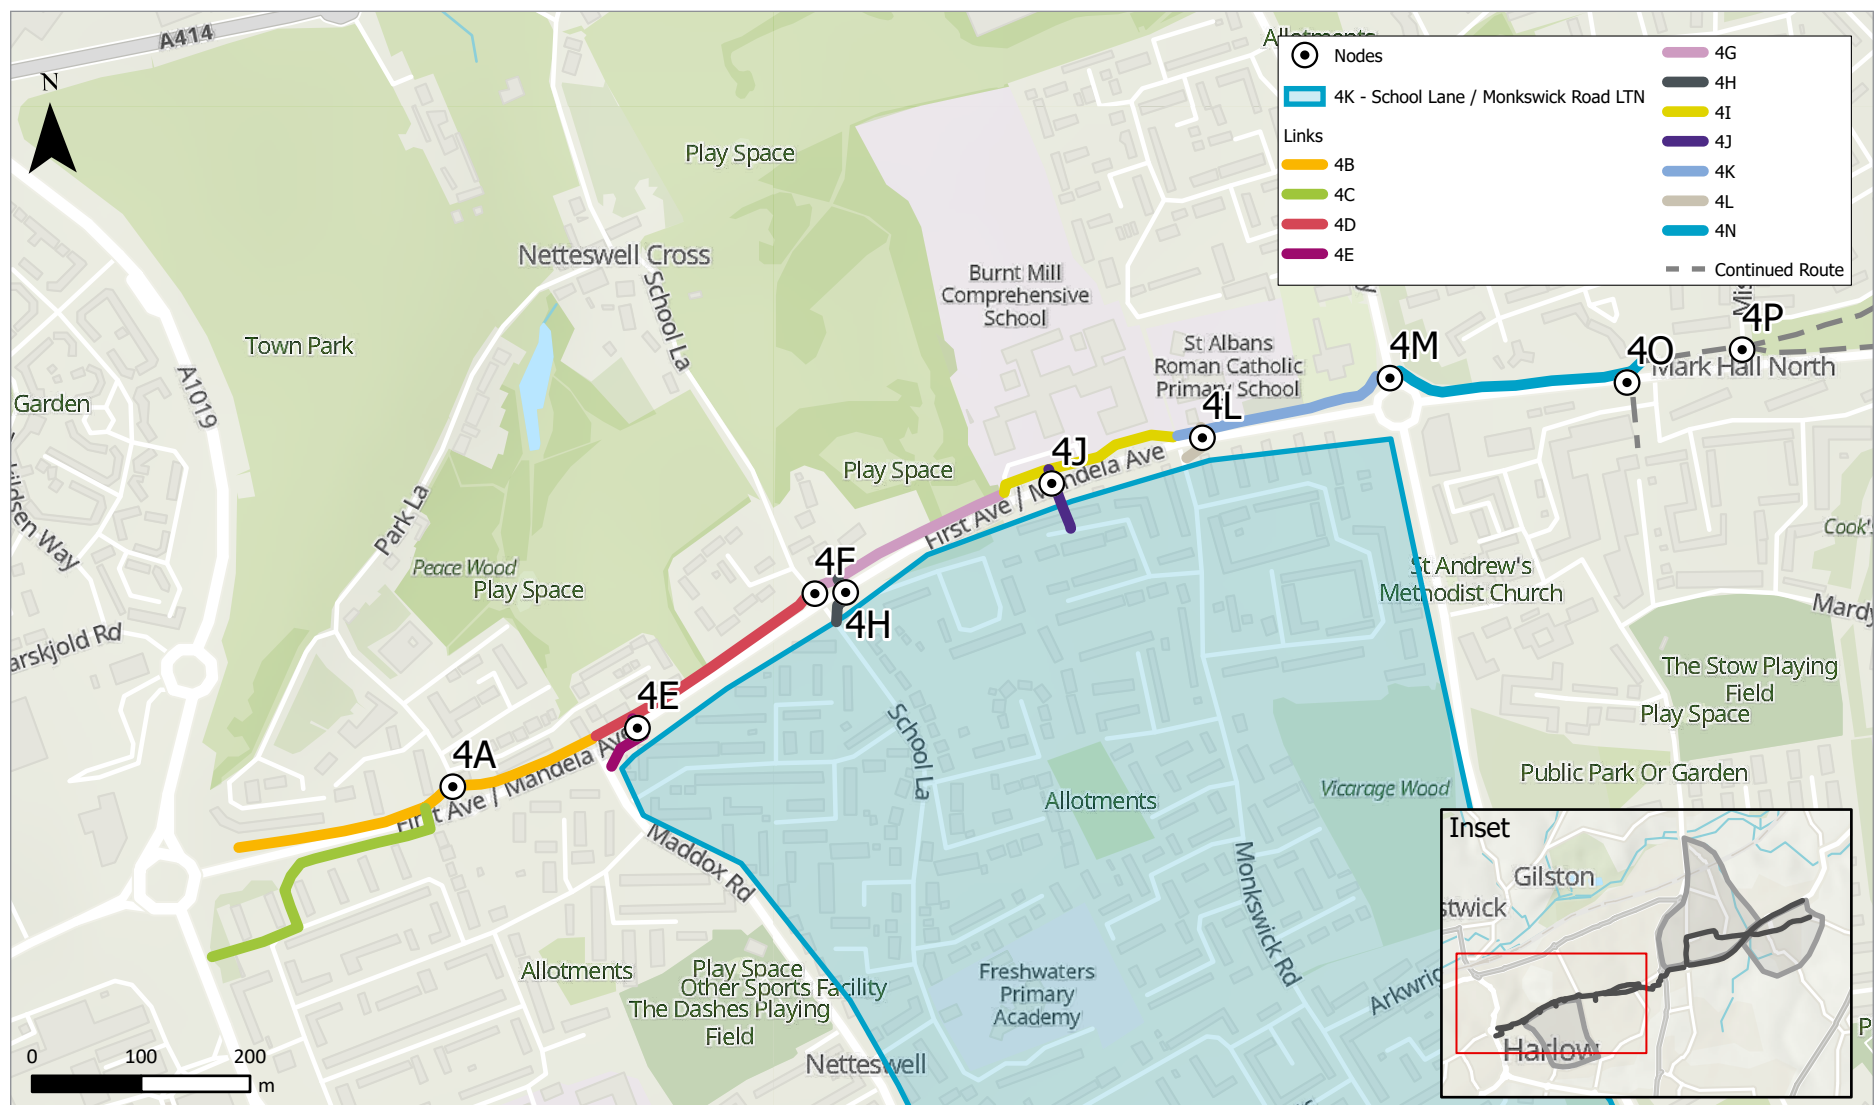 A414
N
Allotments
Nodes
4K - School Lane / Monkswick Road LTN
Links
4B
4C
4D
4E
4G
4H
4I
4J
4K
4L
4N
Continued Route
Play Space
Netteswell Cross
School La
Burnt Mill
Comprehensive
School
Town Park
A1019
Garden
St Albans
Roman Catholic
Primary School
4M
4O
4P
Mark Hall North
4L
4J
Play Space
First Ave / Mandela Ave
Park La
Peace Wood
Play Space
4F
4H
St Andrew's
Methodist Church
The Stow Playing
Field
Play Space
4E
4A
First Ave / Mandela Ave
School La
Allotments
Vicarage Wood
Public Park Or Garden
Maddox Rd
Monkswick Rd
Allotments
Play Space
Other Sports Facility
The Dashes Playing
Field
Freshwaters
Primary
Academy
Netteswell
0 100 200
m
Inset
Gilston
Harlow